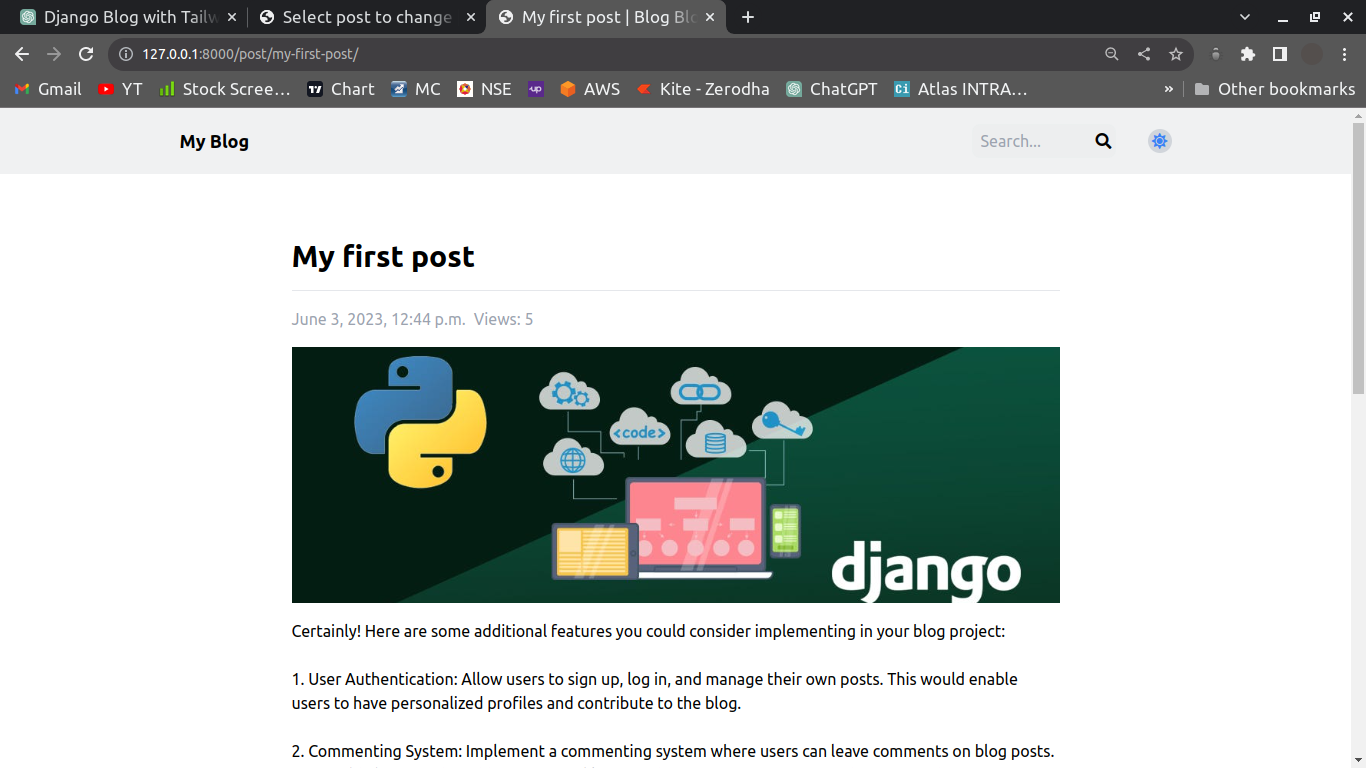 Django Blog with Tailw
Select post to change
My first post | Blog Blo
127.0.0.1:8000/post/my-first-post/
Gmail
YT
Stock Scree...
Chart
MC
NSE
up
AWS
Kite - Zerodha
ChatGPT
Ci
Atlas INTRA...
»
Other bookmarks
My Blog
Search...
My first post
June 3, 2023, 12:44 p.m. Views: 5
<code>
django
Certainly! Here are some additional features you could consider implementing in your blog project:
1. User Authentication: Allow users to sign up, log in, and manage their own posts. This would enable
users to have personalized profiles and contribute to the blog.
2. Commenting System: Implement a commenting system where users can leave comments on blog posts.